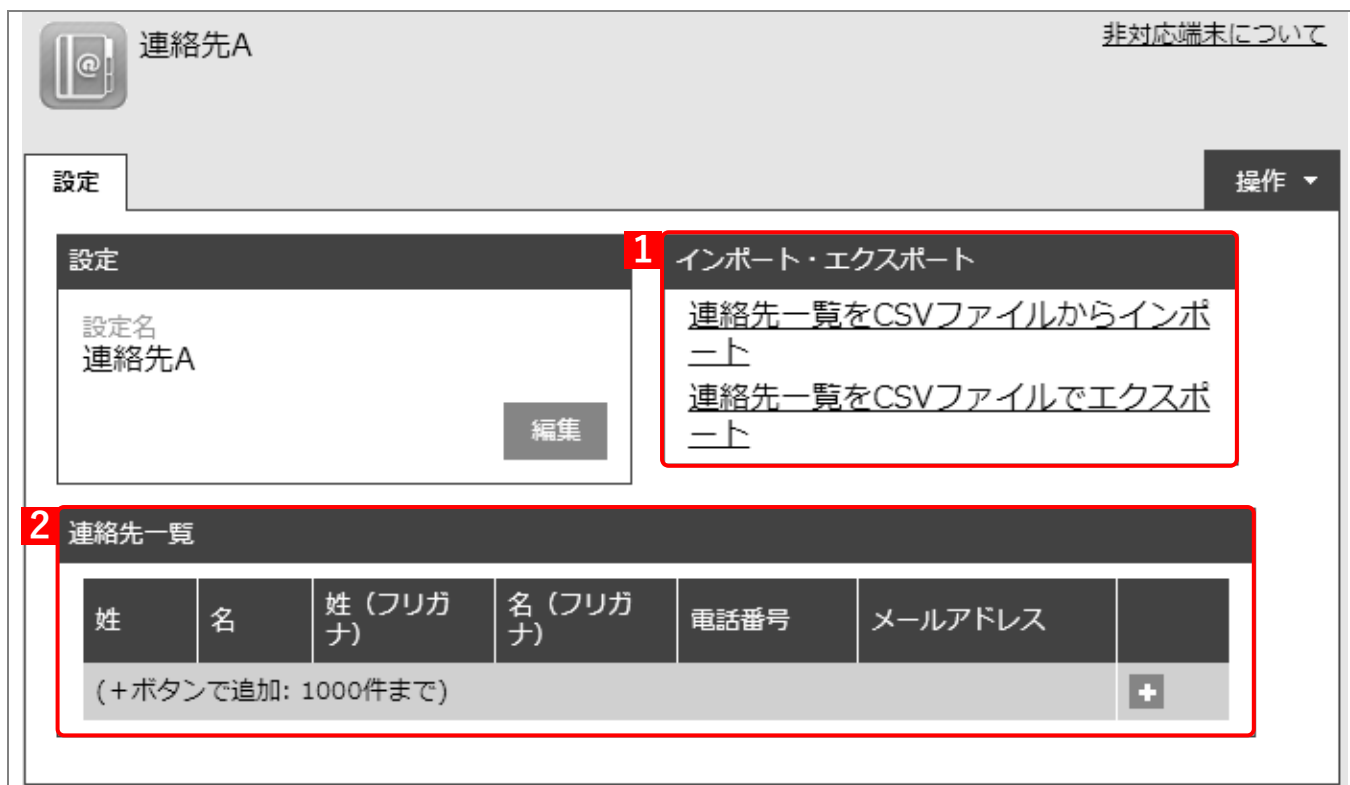 連絡先A
非対応端末について
設定
操作 ▼
設定
設定名
連絡先A
編集
1
インポート・エクスポート
連絡先一覧をCSVファイルからインポ
ート
連絡先一覧をCSVファイルでエクスポ
ート
2
連絡先一覧
姓 名 姓（フリガ
ナ） 名（フリガ
ナ） 電話番号 メールアドレス
(+ボタンで追加: 1000件まで) +